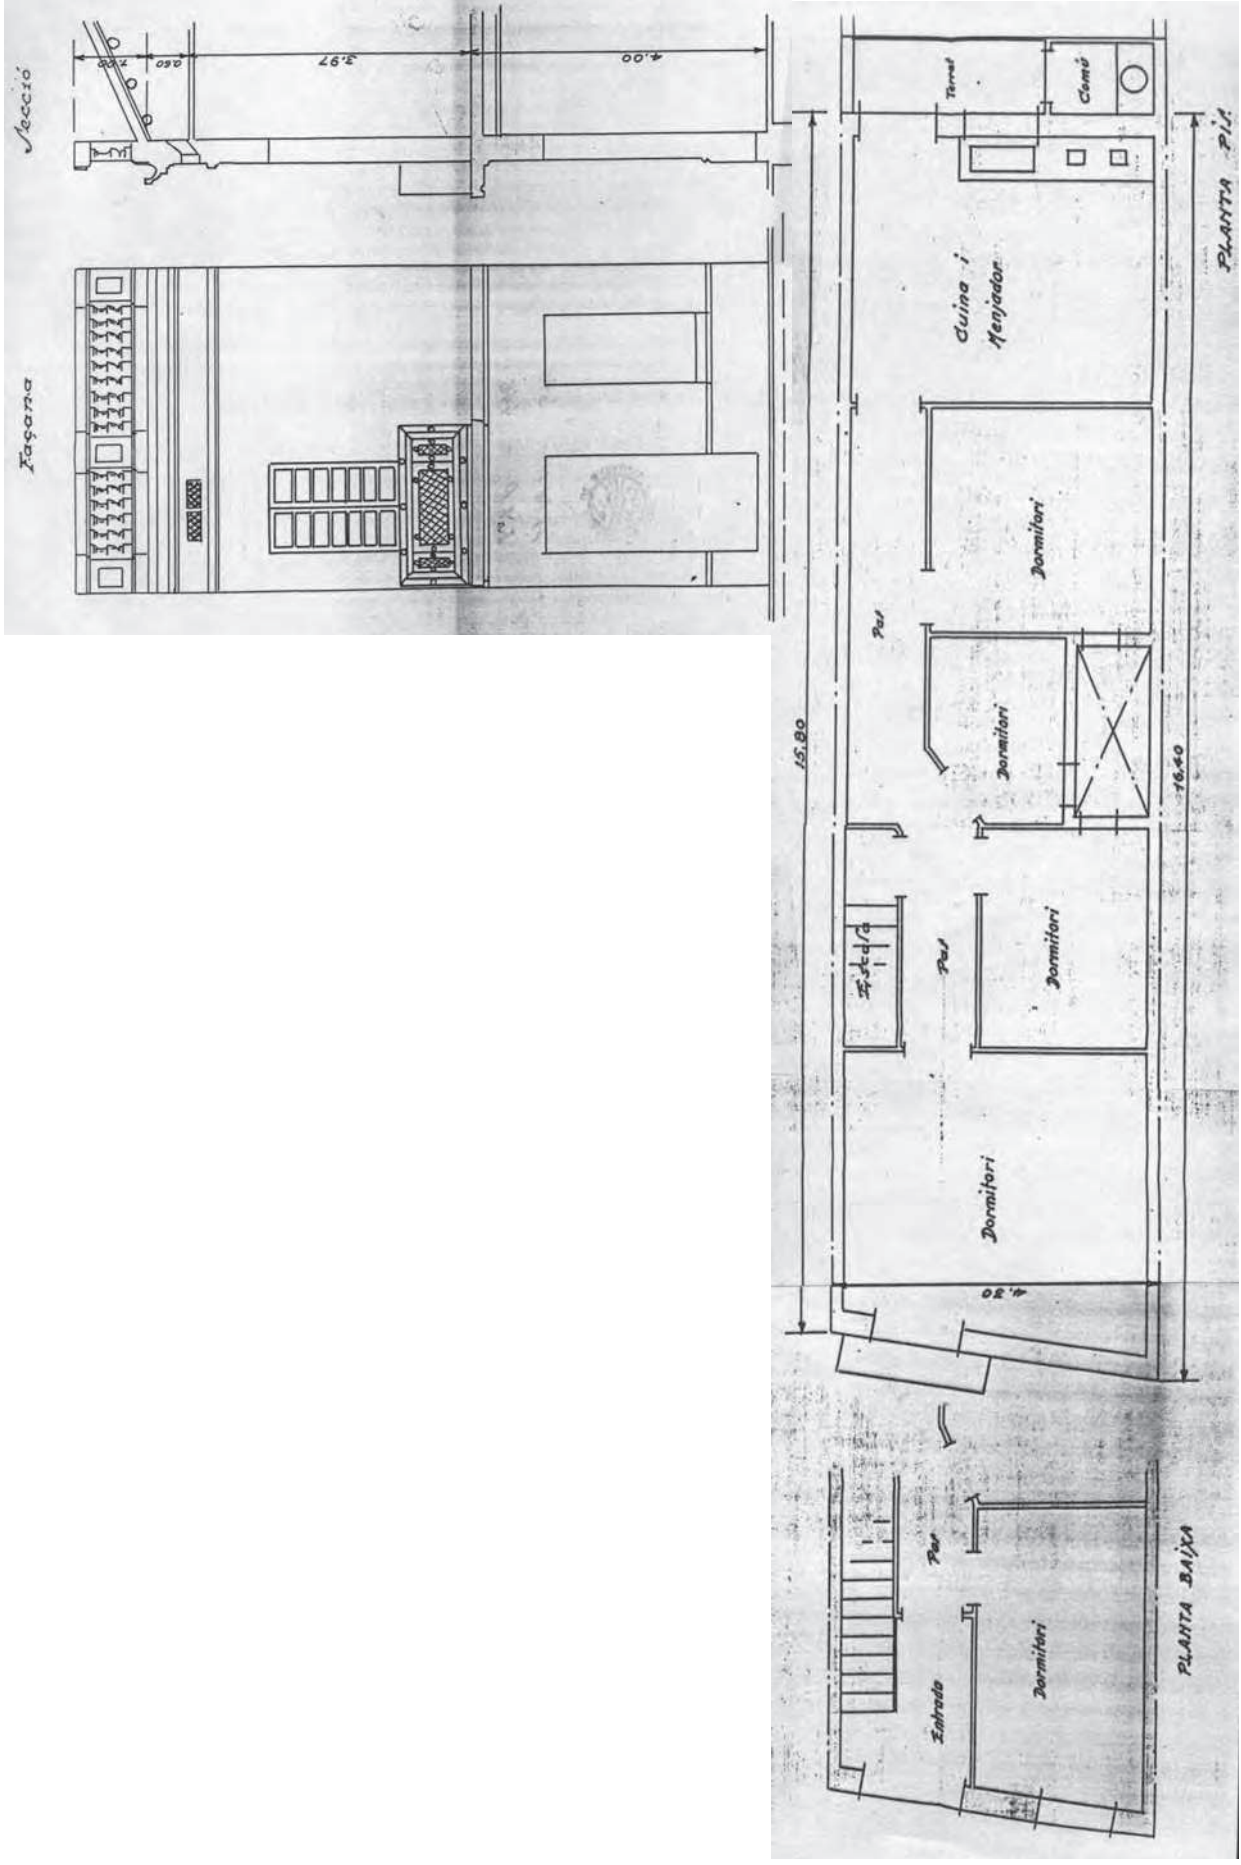 Secció
1.00
0.60
3.97
4.00
Façana
PLANTA PIS
Terrat
Comú
Cuina i
Menjador
Dormitori
Pas
Dormitori
15.80
16.40
Escala
Pas
Dormitori
Dormitori
4.20
PLANTA BAIXA
Pas
Entrada
Dormitori